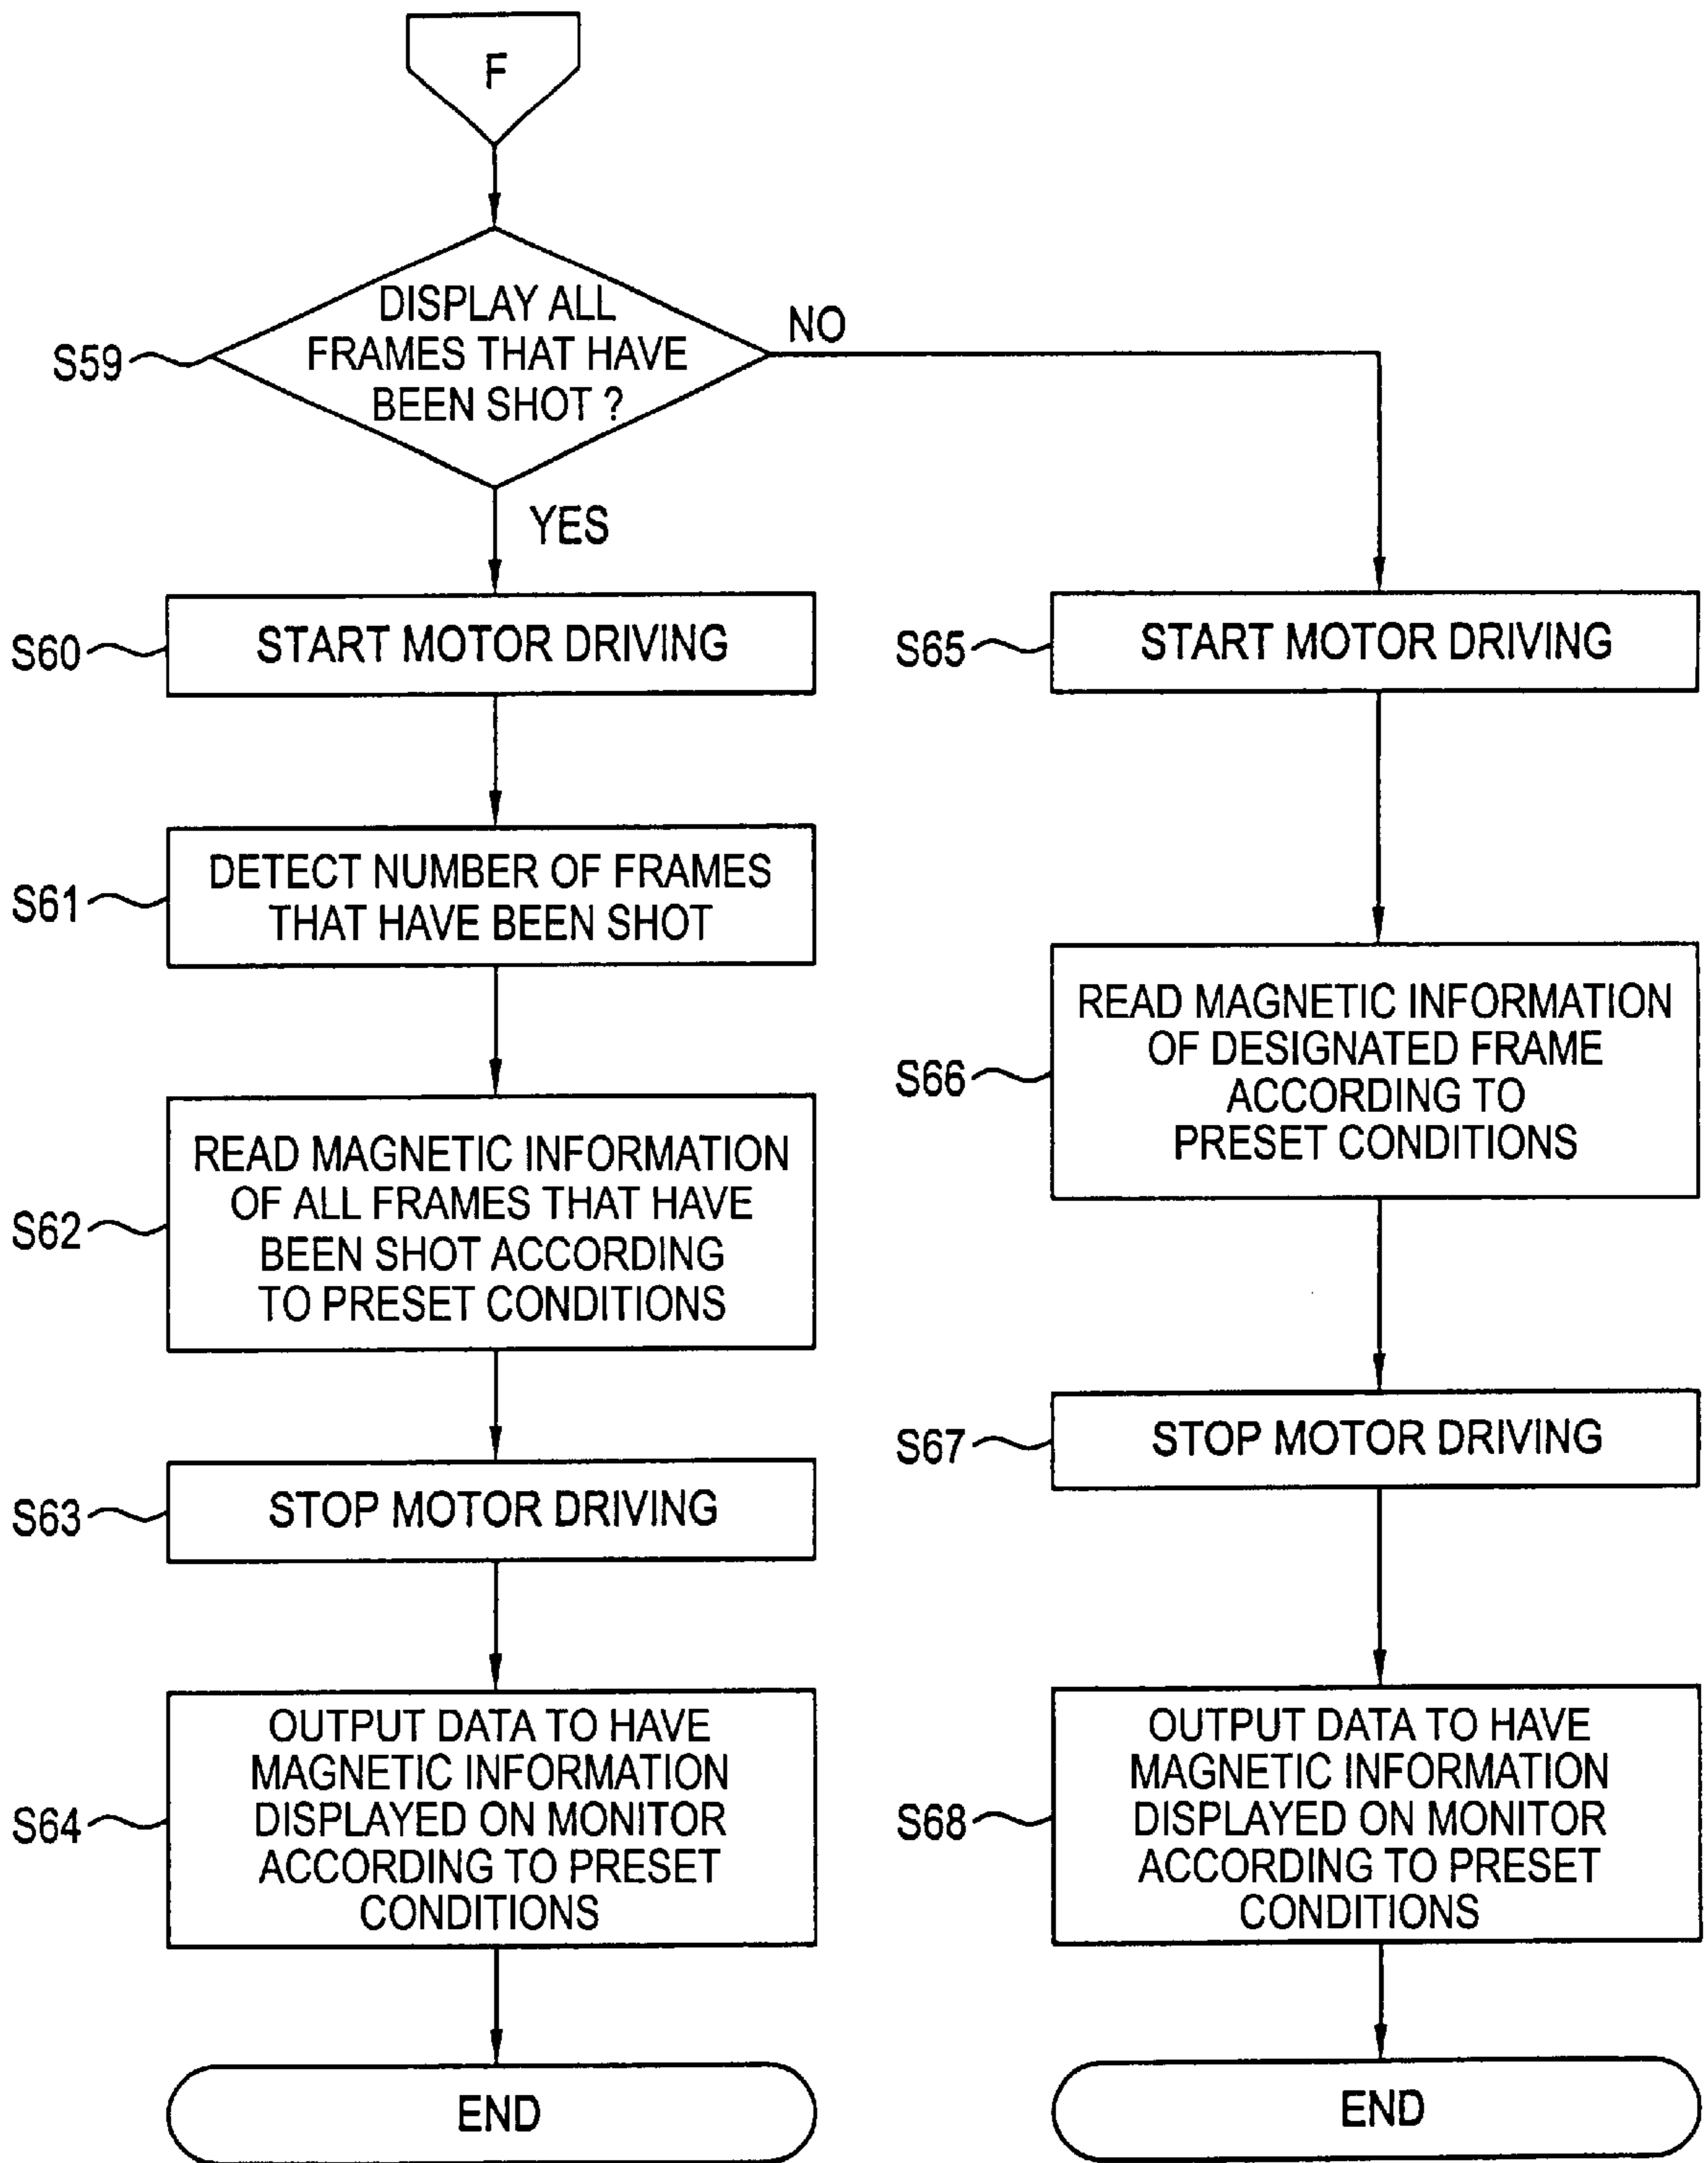 F
DISPLAY ALL
FRAMES THAT HAVE
BEEN SHOT ?
S59
NO
YES
S60
START MOTOR DRIVING
S61
DETECT NUMBER OF FRAMES
THAT HAVE BEEN SHOT
S62
READ MAGNETIC INFORMATION
OF ALL FRAMES THAT HAVE
BEEN SHOT ACCORDING
TO PRESET CONDITIONS
S63
STOP MOTOR DRIVING
S64
OUTPUT DATA TO HAVE
MAGNETIC INFORMATION
DISPLAYED ON MONITOR
ACCORDING TO PRESET
CONDITIONS
END
S65
START MOTOR DRIVING
S66
READ MAGNETIC INFORMATION
OF DESIGNATED FRAME
ACCORDING TO
PRESET CONDITIONS
S67
STOP MOTOR DRIVING
S68
OUTPUT DATA TO HAVE
MAGNETIC INFORMATION
DISPLAYED ON MONITOR
ACCORDING TO PRESET
CONDITIONS
END